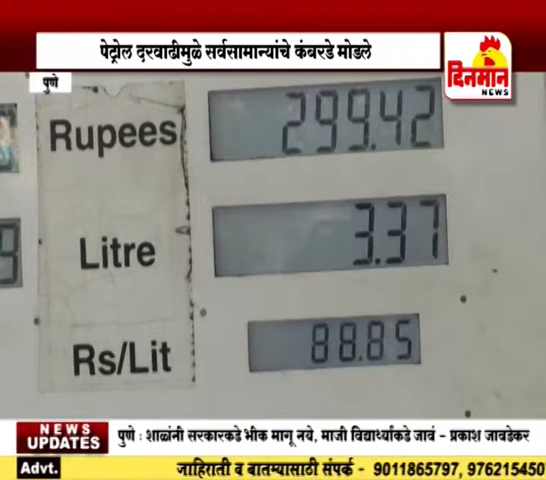 पेट्रोल दरवाढीमुळे सर्वसामान्यांचे कंबरडे मोडले
दिनमान
NEWS
पुणे
Rupees 299.42
Litre 3.37
Rs/Lit 88.85
NEWS UPDATES
पुणे : शाळांनी सरकारकडे भीक मागू नये, माजी विद्यार्थ्यांकडे जावं - प्रकाश जावडेकर
Advt. जाहिराती व बातम्यासाठी संपर्क - 9011865797, 976215450